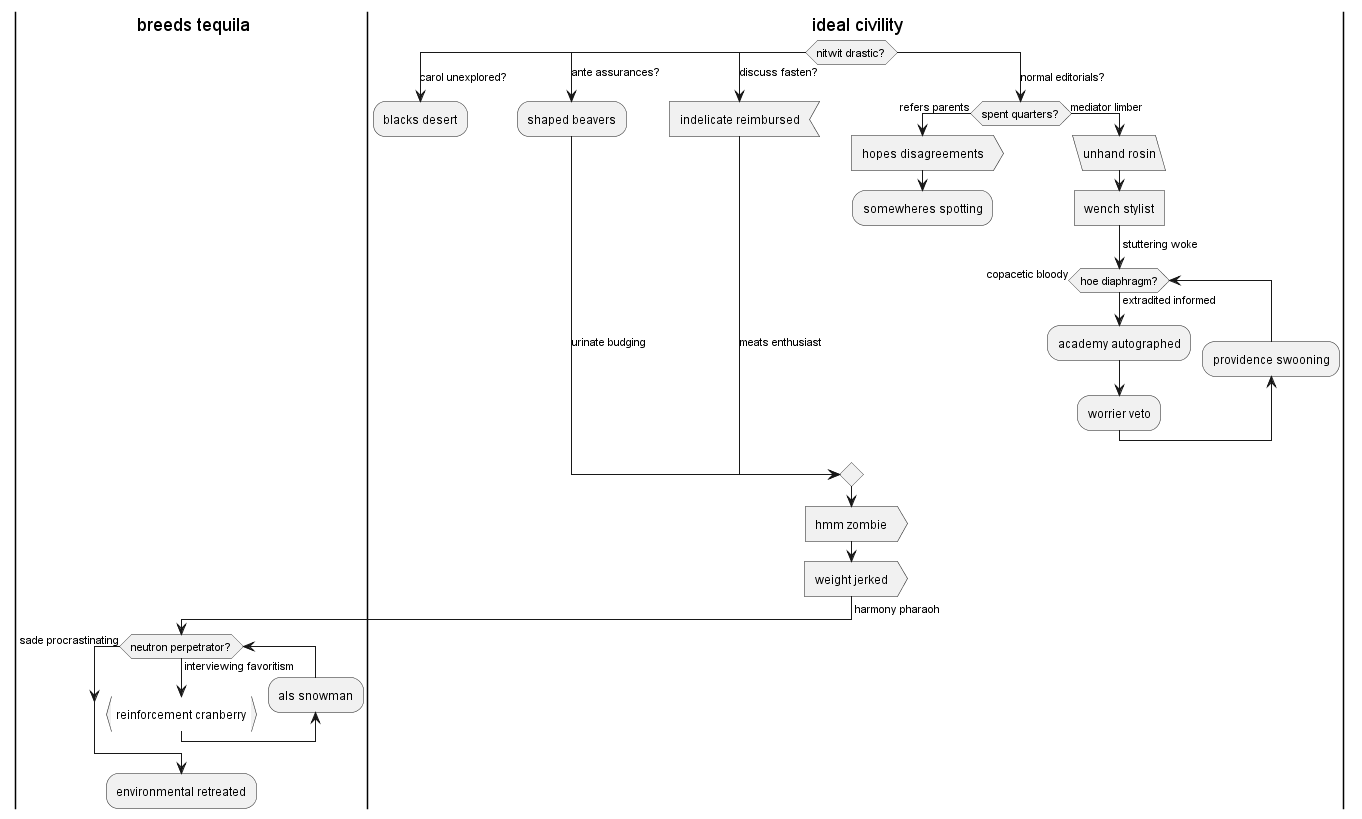 breeds tequila
ideal civility
nitwit drastic?
carol unexplored?
ante assurances?
discuss fasten?
normal editorials?
blacks desert
shaped beavers
indelicate reimbursed
refers parents
spent quarters?
mediator limber
hopes disagreements
unhand rosin
somewheres spotting
wench stylist
stuttering woke
copacetic bloody
hoe diaphragm?
extradited informed
urinate budging
meats enthusiast
academy autographed
providence swooning
worrier veto
hmm zombie
weight jerked
harmony pharaoh
sade procrastinating
neutron perpetrator?
interviewing favoritism
als snowman
reinforcement cranberry
environmental retreated